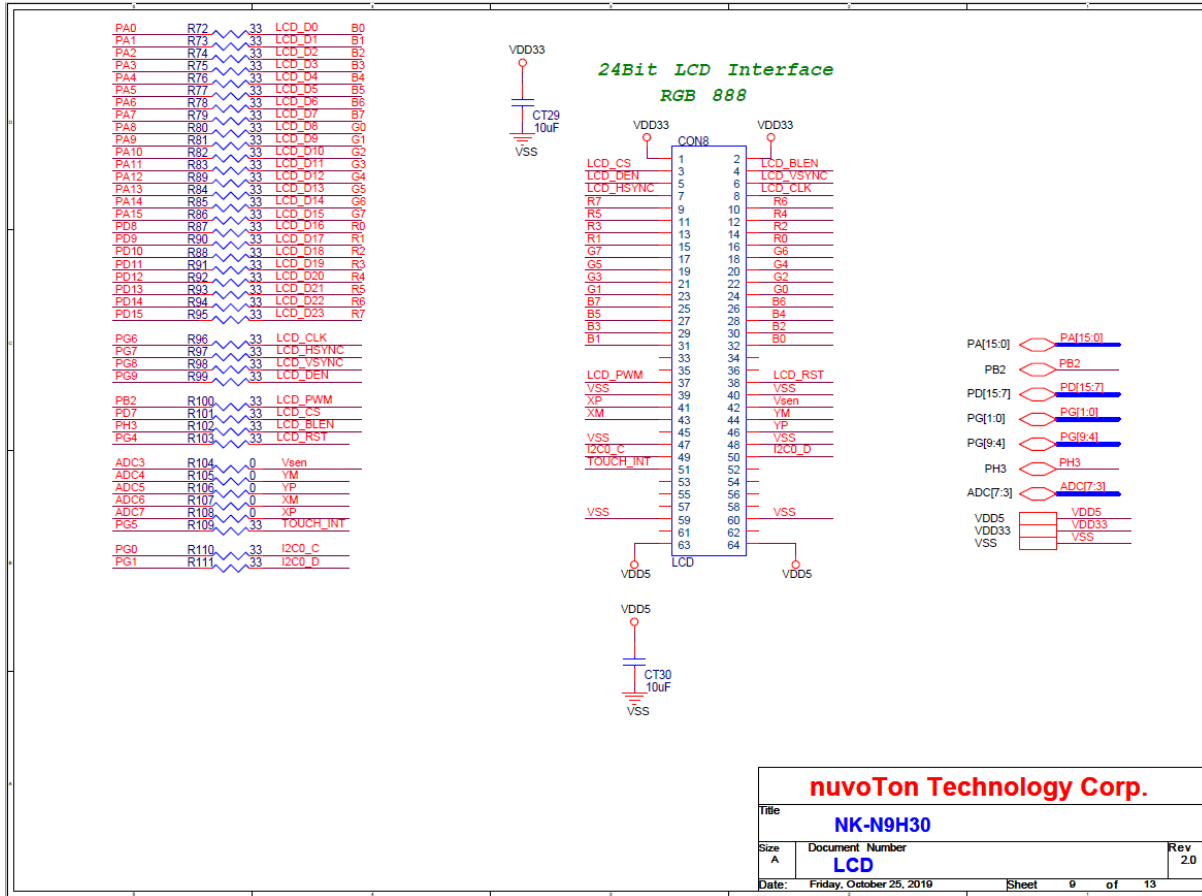 PA0 R72 33 LCD_D0 B0
PA1 R73 33 LCD_D1 B1
PA2 R74 33 LCD_D2 B2
PA3 R75 33 LCD_D3 B3
PA4 R76 33 LCD_D4 B4
PA5 R77 33 LCD_D5 B5
PA6 R78 33 LCD_D6 B6
PA7 R79 33 LCD_D7 B7
PA8 R80 33 LCD_D8 G0
PA9 R81 33 LCD_D9 G1
PA10 R82 33 LCD_D10 G2
PA11 R83 33 LCD_D11 G3
PA12 R89 33 LCD_D12 G4
PA13 R84 33 LCD_D13 G5
PA14 R85 33 LCD_D14 G6
PA15 R86 33 LCD_D15 G7
PD8 R87 33 LCD_D16 R0
PD9 R90 33 LCD_D17 R1
PD10 R88 33 LCD_D18 R2
PD11 R91 33 LCD_D19 R3
PD12 R92 33 LCD_D20 R4
PD13 R93 33 LCD_D21 R5
PD14 R94 33 LCD_D22 R6
PD15 R95 33 LCD_D23 R7
PG6 R96 33 LCD_CLK
PG7 R97 33 LCD_HSYNC
PG8 R98 33 LCD_VSYNC
PG9 R99 33 LCD_DEN
PB2 R100 33 LCD_PWM
PD7 R101 33 LCD_CS
PH3 R102 33 LCD_BLEN
PG4 R103 33 LCD_RST
ADC3 R104 0 Vsen
ADC4 R105 0 YM
ADC5 R106 0 YP
ADC6 R107 0 XM
ADC7 R108 0 XP
PG5 R109 33 TOUCH_INT
PG0 R110 33 I2C0_C
PG1 R111 33 I2C0_D
VDD33
CT29
10uF
VSS
24Bit LCD Interface
RGB 888
VDD33 VDD33
CON8
1 2
LCD_CS 3 4 LCD_BLEN
LCD_DEN 5 6 LCD_VSYNC
LCD_HSYNC 7 8 LCD_CLK
R7 9 10 R6
R5 11 12 R4
R3 13 14 R2
R1 15 16 R0
G7 17 18 G6
G5 19 20 G4
G3 21 22 G2
G1 23 24 G0
B7 25 26 B6
B5 27 28 B4
B3 29 30 B2
B1 31 32 B0
33 34
35 36
LCD_PWM 37 38 LCD_RST
VSS 39 40 VSS
XP 41 42 Vsen
XM 43 44 YM
45 46 YP
VSS 47 48 VSS
I2C0_C 49 50 I2C0_D
TOUCH_INT 51 52
53 54
55 56
57 58
VSS 59 60 VSS
61 62
63 64
LCD
VDD5 VDD5
VDD5
CT30
10uF
VSS
PA[15:0] PA[15:0]
PB2 PB2
PD[15:7] PD[15:7]
PG[1:0] PG[1:0]
PG[9:4] PG[9:4]
PH3 PH3
ADC[7:3] ADC[7:3]
VDD5 VDD5
VDD33 VDD33
VSS VSS
nuvoTon Technology Corp.
Title
NK-N9H30
Size Document Number Rev
A LCD 2.0
Date: Friday, October 25, 2019 Sheet 9 of 13